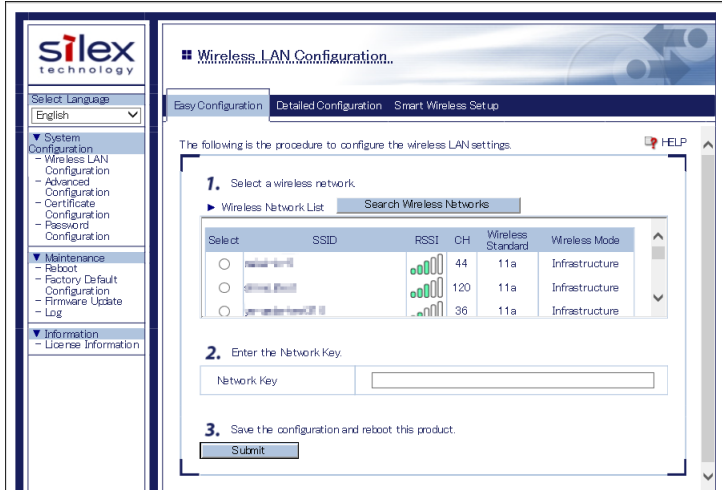 silex
technology
Select Language
English
▼ System
Configuration
- Wireless LAN
Configuration
- Advanced
Configuration
- Certificate
Configuration
- Password
Configuration
▼ Maintenance
- Reboot
- Factory Default
Configuration
- Firmware Update
- Log
▼ Information
- License Information
Wireless LAN Configuration
Easy Configuration Detailed Configuration Smart Wireless Setup
HELP
The following is the procedure to configure the wireless LAN settings.
1. Select a wireless network.
► Wireless Network List Search Wireless Networks
Select SSID RSSI CH Wireless Standard Wireless Mode
44 11a Infrastructure
120 11a Infrastructure
36 11a Infrastructure
2. Enter the Network Key.
Network Key
3. Save the configuration and reboot this product.
Submit